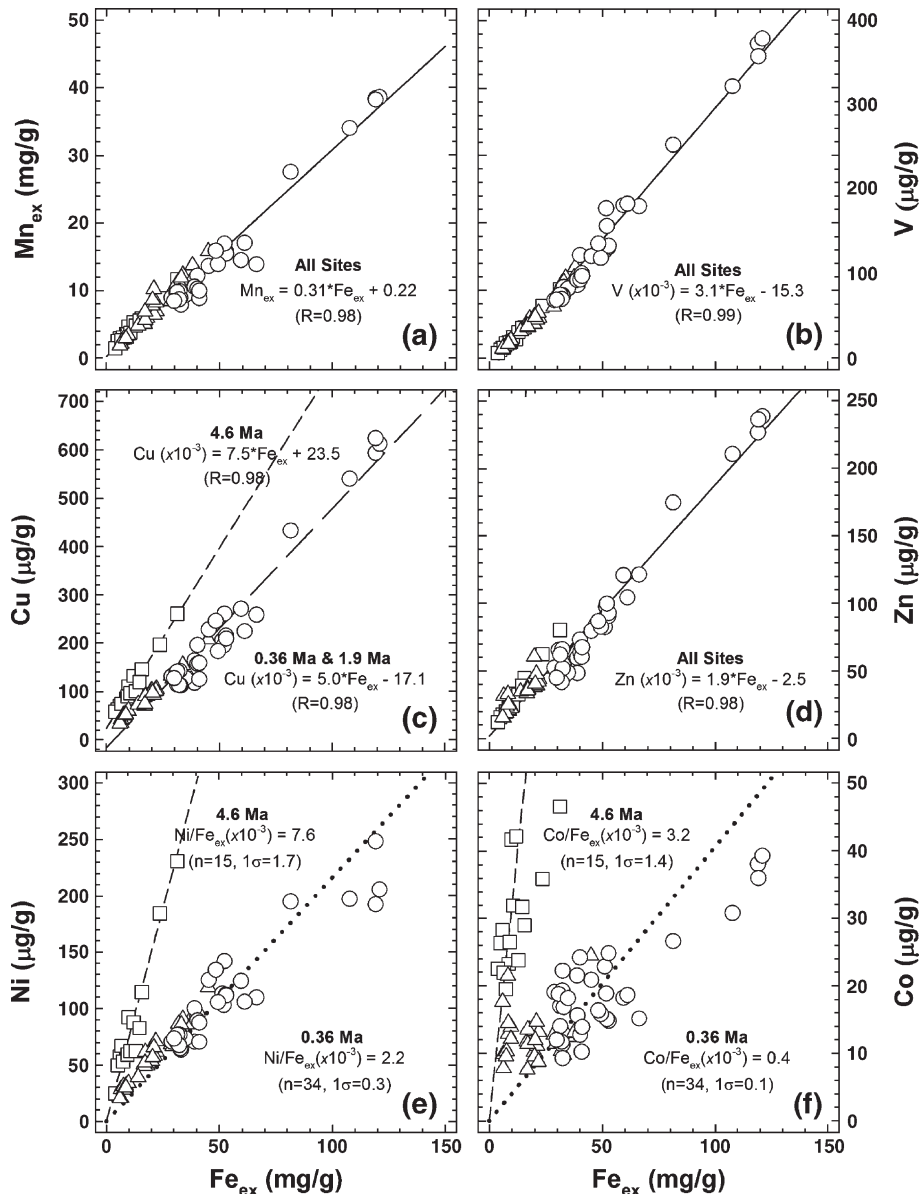 50
40
30
20
10
0
Mnex (mg/g)
All Sites
Mnex = 0.31*Feex + 0.22
(R=0.98)
(a)
400
300
200
100
0
V (µg/g)
All Sites
V (x10-3) = 3.1*Feex - 15.3
(R=0.99)
(b)
700
600
500
400
300
200
100
0
Cu (µg/g)
4.6 Ma
Cu (x10-3) = 7.5*Feex + 23.5
(R=0.98)
0.36 Ma & 1.9 Ma
Cu (x10-3) = 5.0*Feex - 17.1
(R=0.98)
(c)
250
200
150
100
50
0
Zn (µg/g)
All Sites
Zn (x10-3) = 1.9*Feex - 2.5
(R=0.98)
(d)
300
250
200
150
100
50
0
Ni (µg/g)
4.6 Ma
Ni/Feex(x10-3) = 7.6
(n=15, 1σ=1.7)
0.36 Ma
Ni/Feex(x10-3) = 2.2
(n=34, 1σ=0.3)
(e)
0 50 100 150
Feex (mg/g)
50
40
30
20
10
0
Co (µg/g)
4.6 Ma
Co/Feex(x10-3) = 3.2
(n=15, 1σ=1.4)
0.36 Ma
Co/Feex(x10-3) = 0.4
(n=34, 1σ=0.1)
(f)
0 50 100 150
Feex (mg/g)